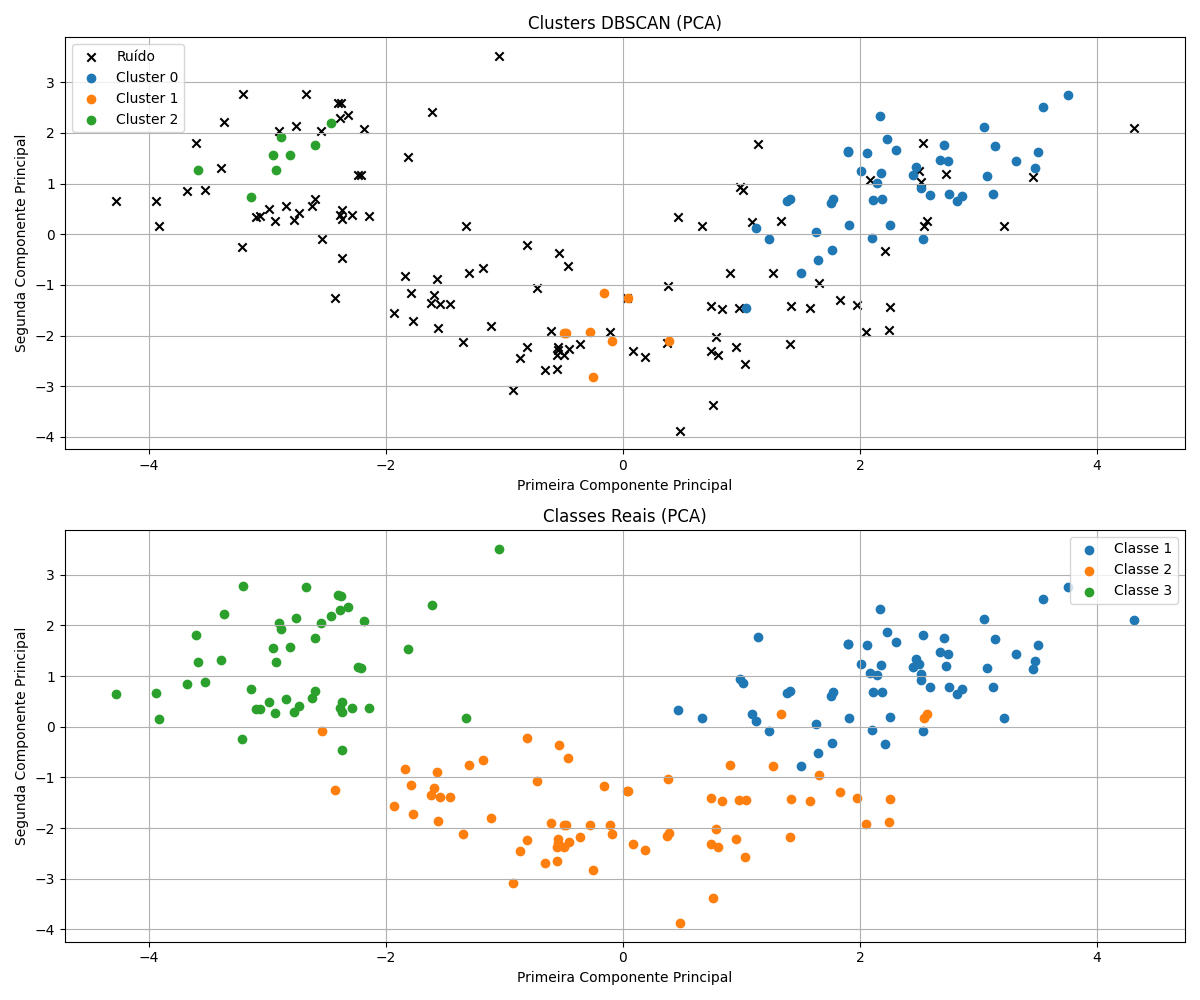 Clusters DBSCAN (PCA)
Ruído
Cluster 0
Cluster 1
Cluster 2
Segunda Componente Principal
3
2
1
0
−1
−2
−3
−4
−4 −2 0 2 4
Primeira Componente Principal
Classes Reais (PCA)
Classe 1
Classe 2
Classe 3
Segunda Componente Principal
3
2
1
0
−1
−2
−3
−4
−4 −2 0 2 4
Primeira Componente Principal